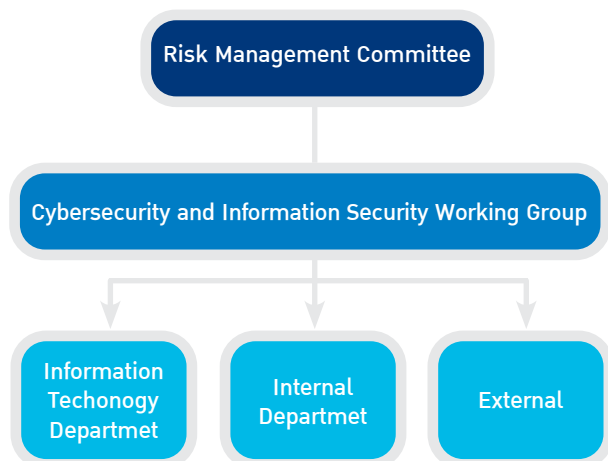 Risk Management Committee
Cybersecurity and Information Security Working Group
Information
Techonogy
Departmet
Internal
Departmet
External